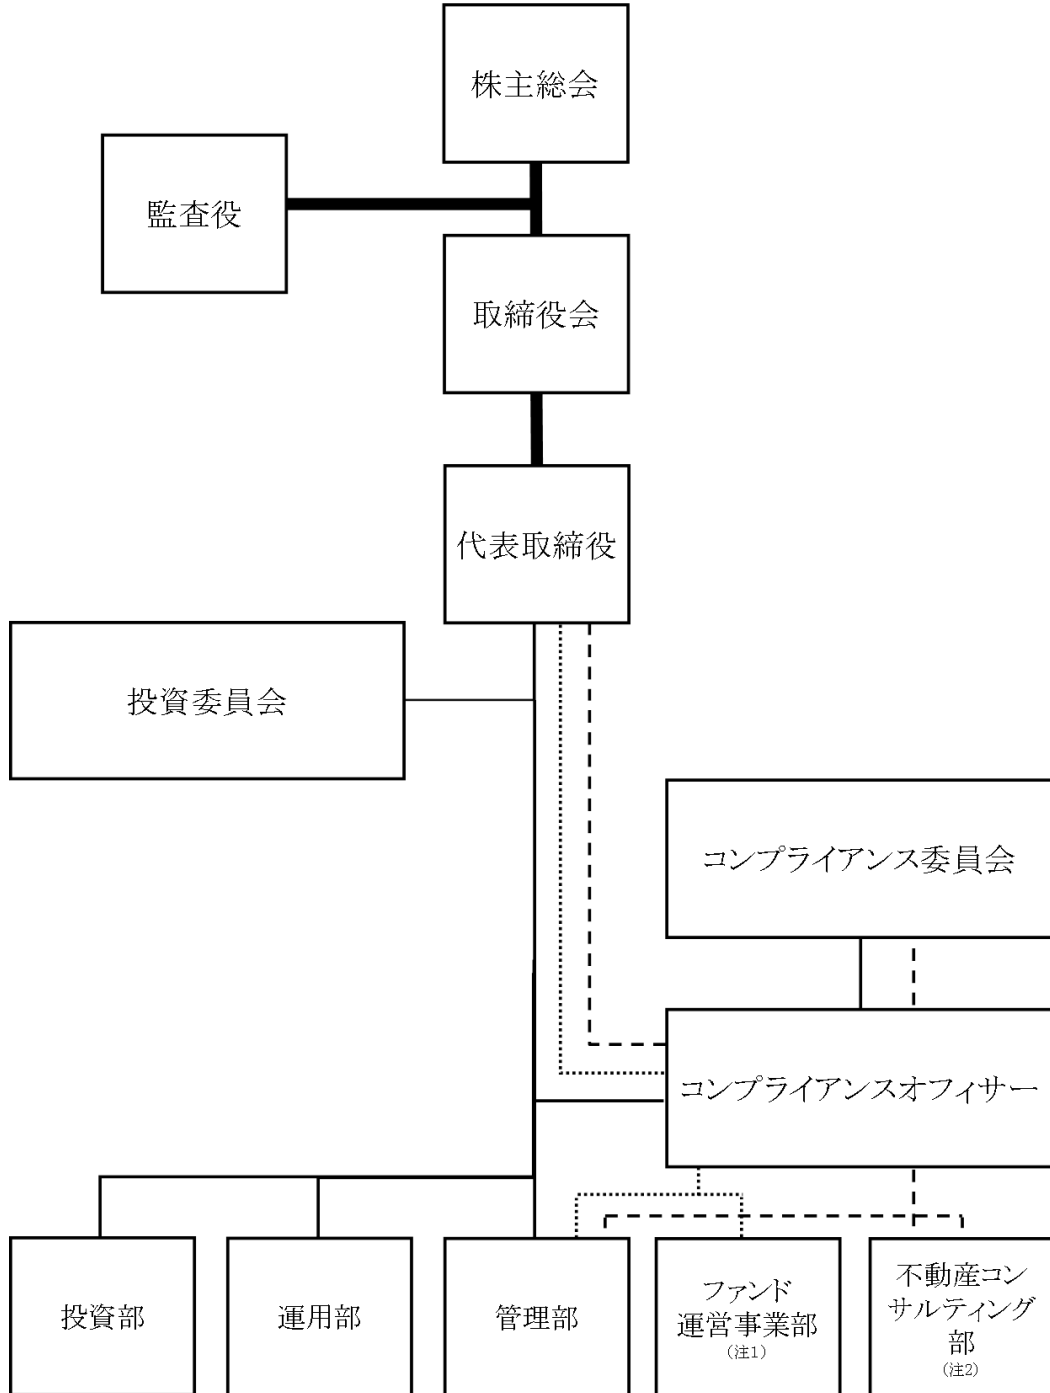 株主総会
監査役
取締役会
代表取締役
投資委員会
コンプライアンス委員会
コンプライアンスオフィサー
投資部
運用部
管理部
ファンド
運営事業部
(注1)
不動産コン
サルティング
部
(注2)